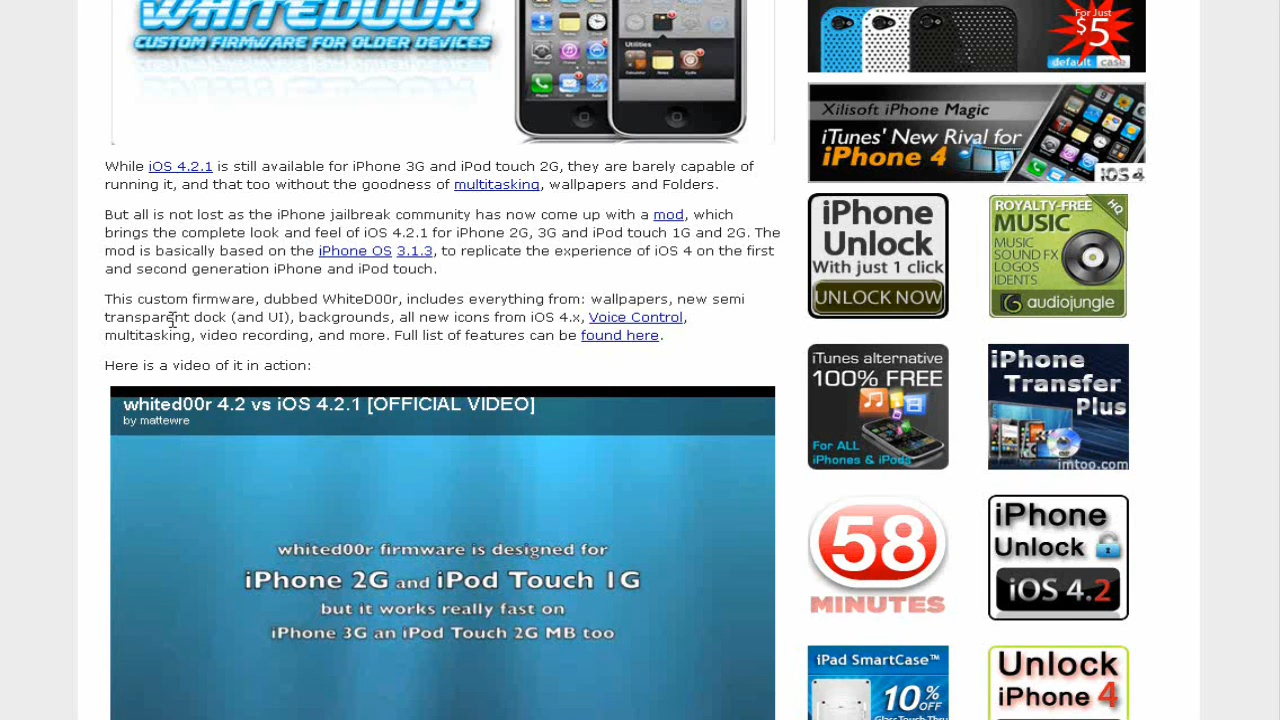 WHITED00R
CUSTOM FIRMWARE FOR OLDER DEVICES
Utilities
While iOS 4.2.1 is still available for iPhone 3G and iPod touch 2G, they are barely capable of
running it, and that too without the goodness of multitasking, wallpapers and Folders.
But all is not lost as the iPhone jailbreak community has now come up with a mod, which
brings the complete look and feel of iOS 4.2.1 for iPhone 2G, 3G and iPod touch 1G and 2G. The
mod is basically based on the iPhone OS 3.1.3, to replicate the experience of iOS 4 on the first
and second generation iPhone and iPod touch.
This custom firmware, dubbed WhiteD00r, includes everything from: wallpapers, new semi
transparent dock (and UI), backgrounds, all new icons from iOS 4.x, Voice Control,
multitasking, video recording, and more. Full list of features can be found here.
Here is a video of it in action:
whited00r 4.2 vs iOS 4.2.1 [OFFICIAL VIDEO]
by mattewre
whited00r firmware is designed for
iPhone 2G and iPod Touch 1G
but it works really fast on
iPhone 3G an iPod Touch 2G MB too
For Just
$5
default case
Xilisoft iPhone Magic
iTunes' New Rival for
iPhone 4
iOS 4
iPhone
Unlock
With just 1 click
UNLOCK NOW
ROYALTY-FREE
HQ
MUSIC
MUSIC
SOUND FX
LOGOS
IDENTS
audiojungle
iTunes alternative
100% FREE
For ALL
iPhones & iPods
iPhone
Transfer
Plus
imtoo.com
58
MINUTES
iPhone
Unlock
iOS 4.2
iPad SmartCase™
10%
OFF
Unlock
iPhone 4